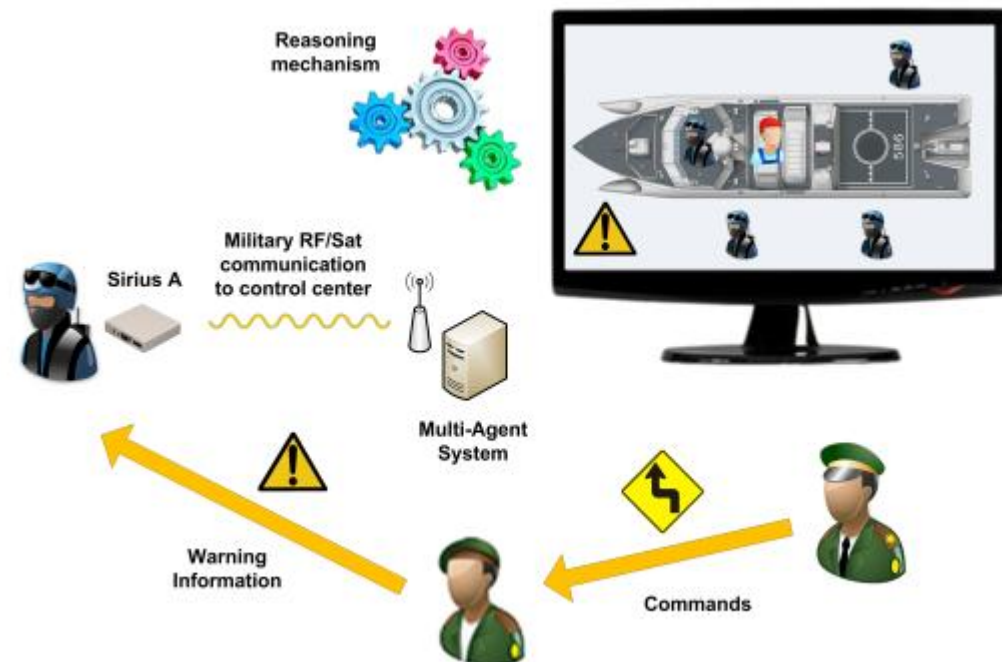 Reasoning
mechanism
586
Military RF/Sat
communication
to control center
Sirius A
Multi-Agent
System
Warning
Information
Commands